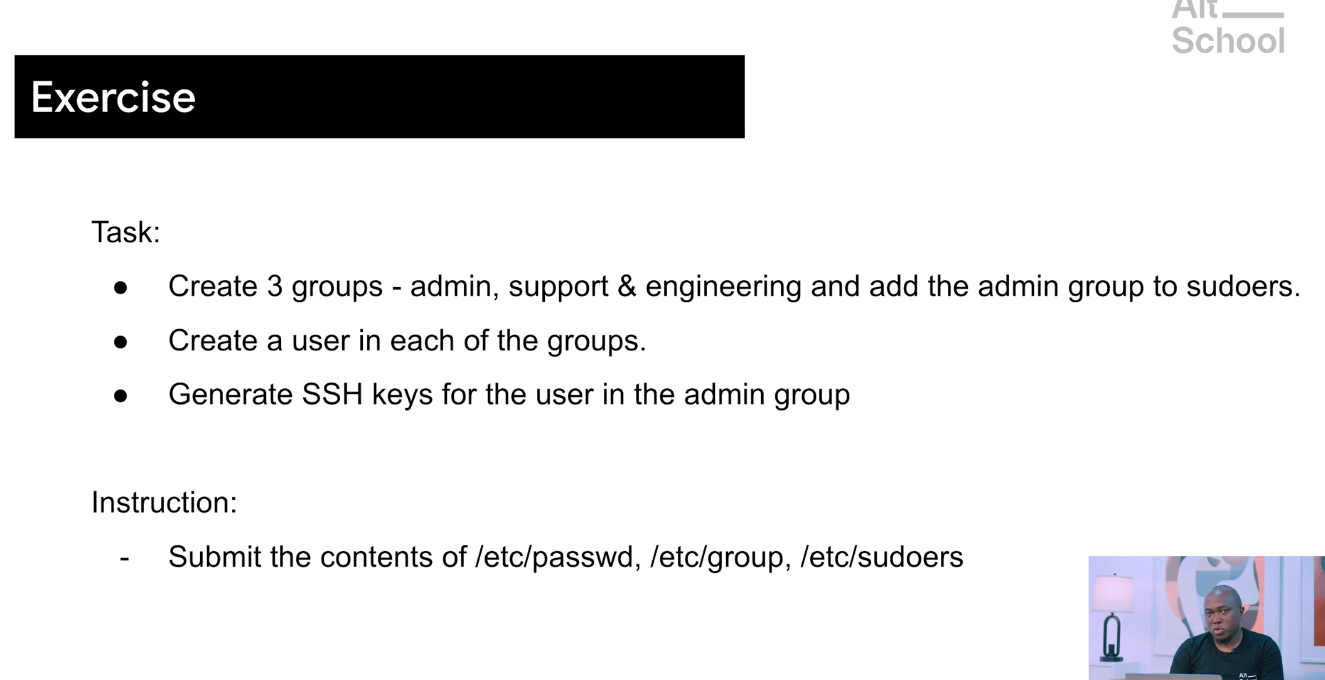 Alt
School
Exercise
Task:
● Create 3 groups - admin, support & engineering and add the admin group to sudoers.
● Create a user in each of the groups.
● Generate SSH keys for the user in the admin group
Instruction:
- Submit the contents of /etc/passwd, /etc/group, /etc/sudoers